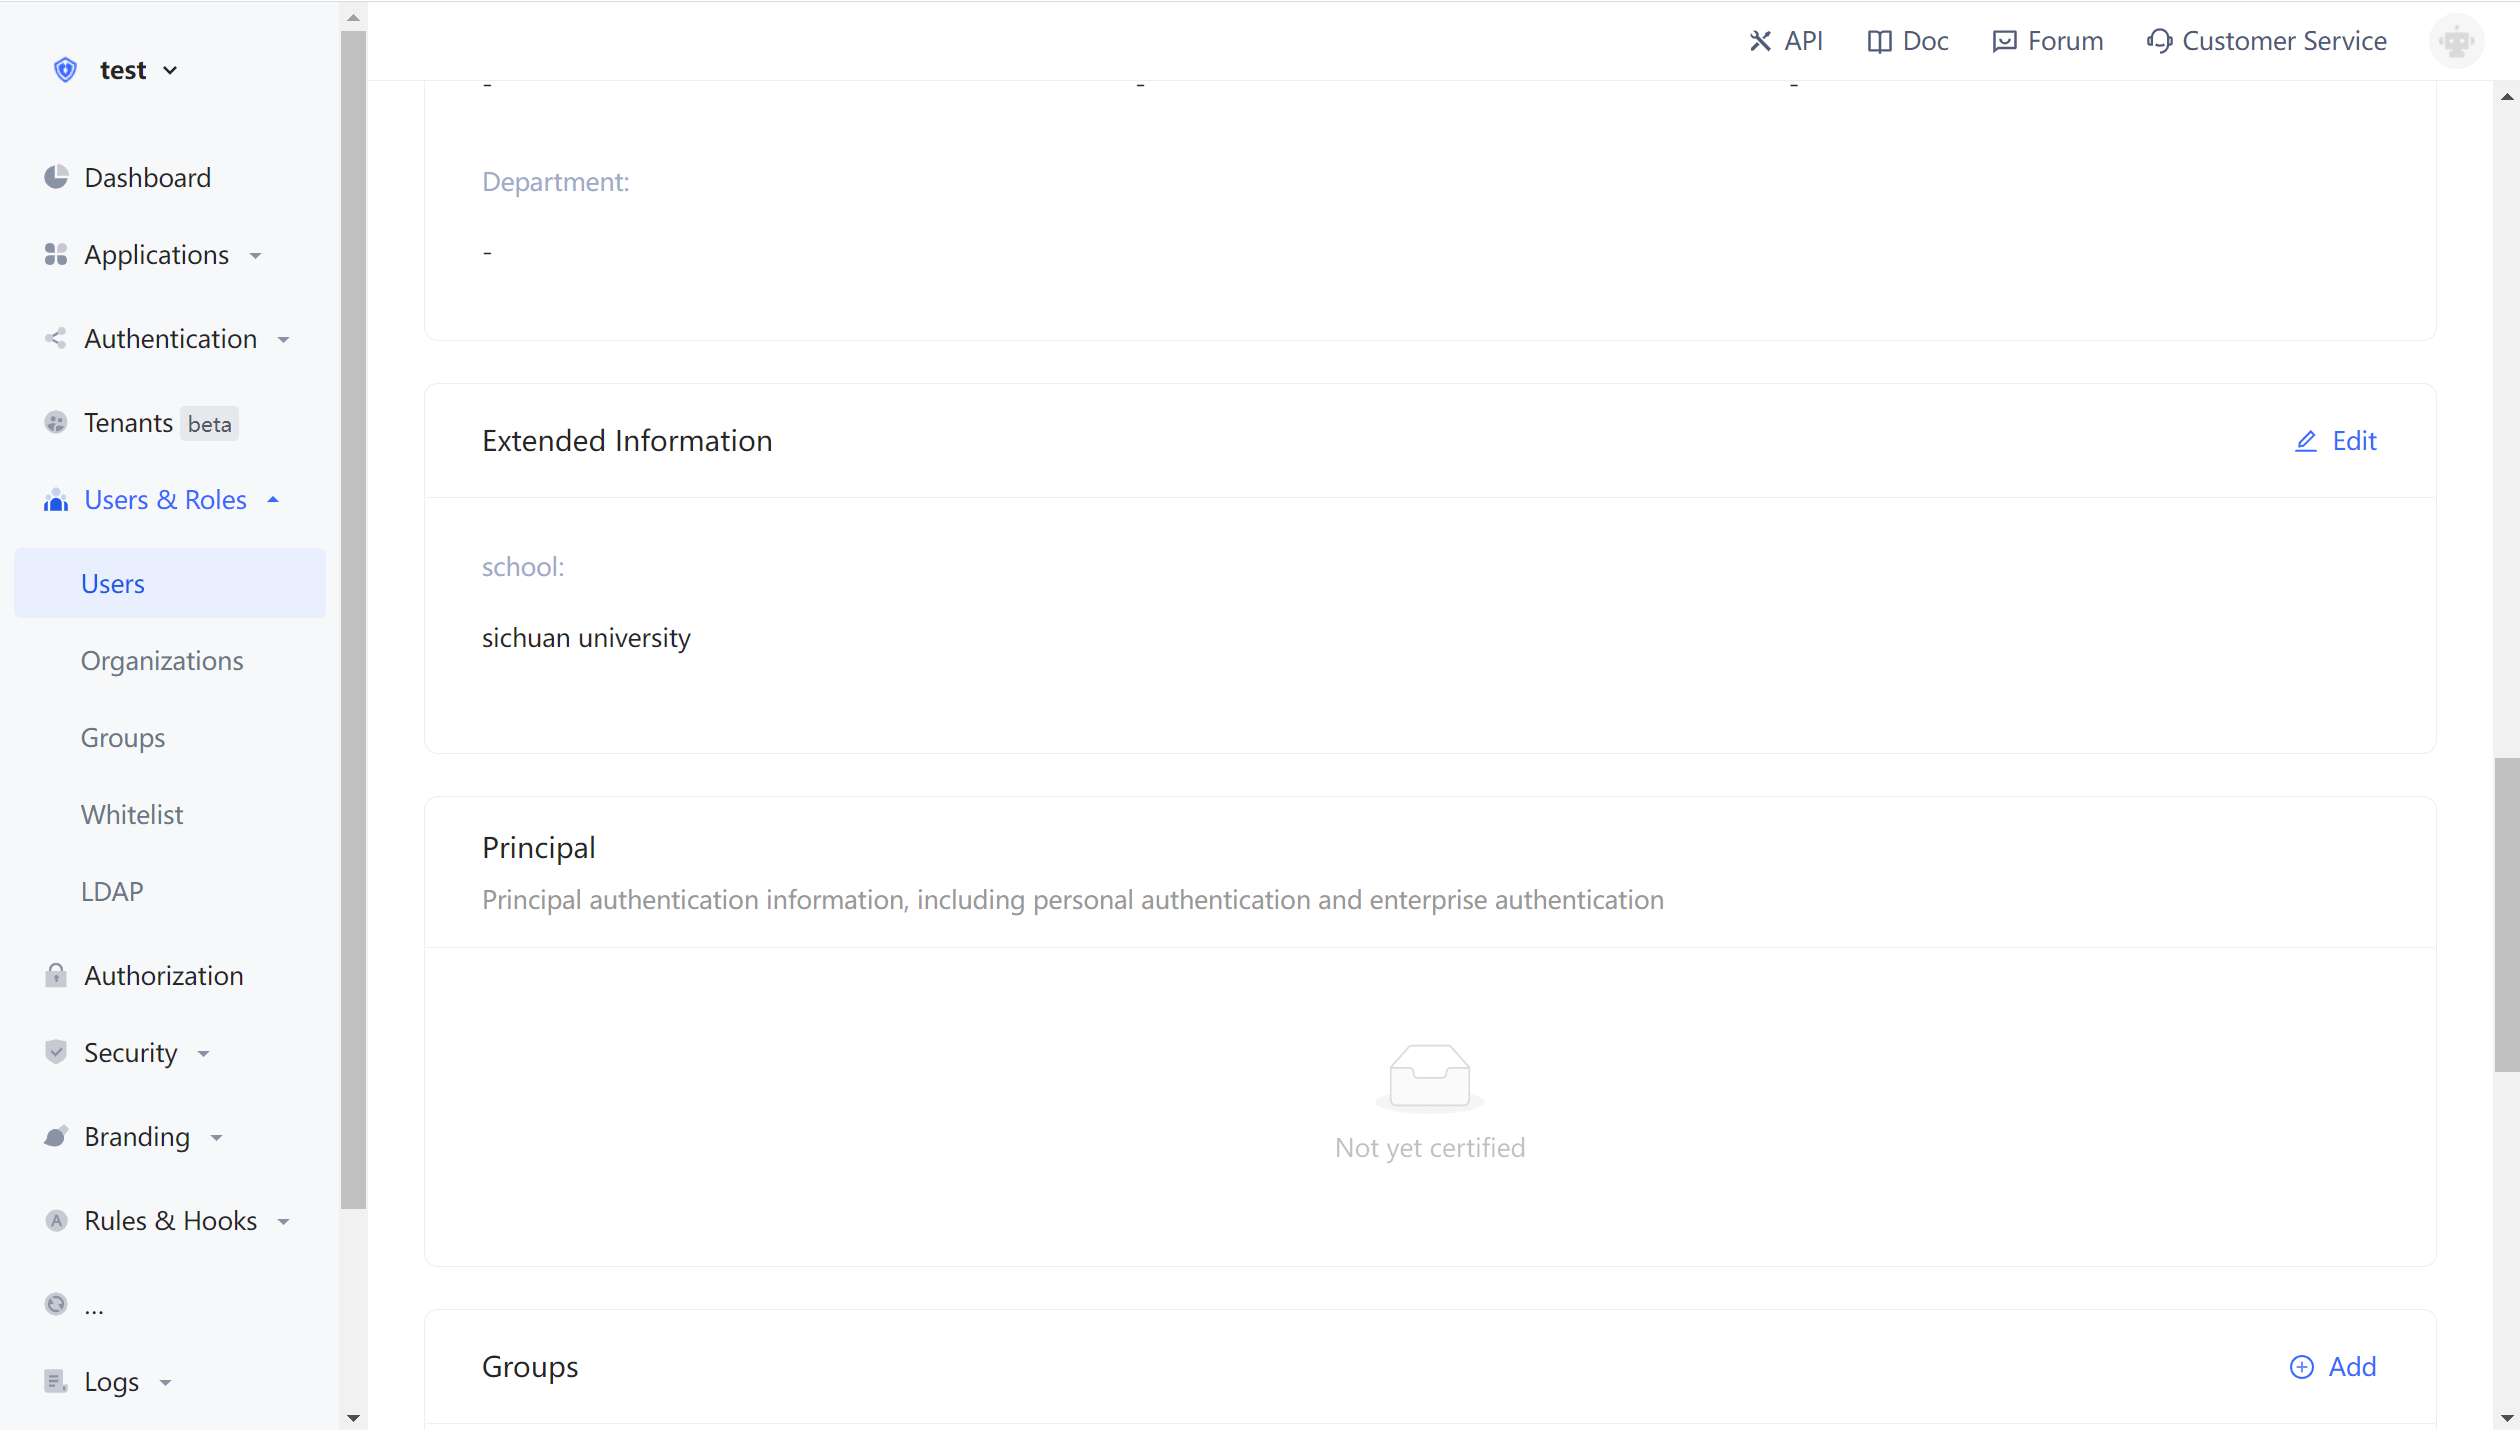 test
Dashboard
Applications
Authentication
Tenants beta
Users & Roles
Users
Organizations
Groups
Whitelist
LDAP
Authorization
Security
Branding
Rules & Hooks
...
Logs
API Doc Forum Customer Service
- - -
Department:
-
Extended Information Edit
school:
sichuan university
Principal
Principal authentication information, including personal authentication and enterprise authentication
Not yet certified
Groups Add